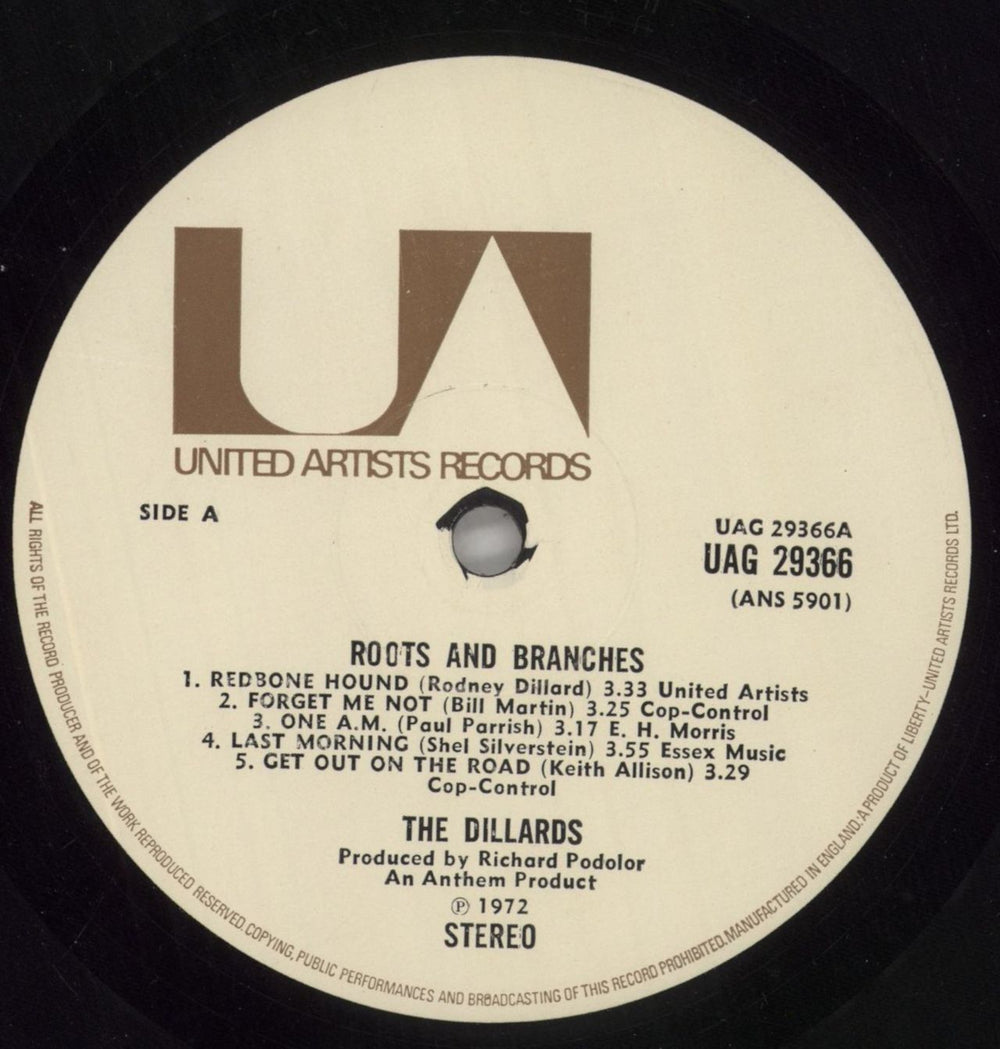 UA
UNITED ARTISTS RECORDS
SIDE A
UAG 29366A
UAG 29366
(ANS 5901)
ROOTS AND BRANCHES
1. REDBONE HOUND (Rodney Dillard) 3.33 United Artists
2. FORGET ME NOT (Bill Martin) 3.25 Cop-Control
3. ONE A.M. (Paul Parrish) 3.17 E. H. Morris
4. LAST MORNING (Shel Silverstein) 3.55 Essex Music
5. GET OUT ON THE ROAD (Keith Allison) 3.29
Cop-Control
THE DILLARDS
Produced by Richard Podolor
An Anthem Product
℗ 1972
STEREO
ALL RIGHTS OF THE RECORD PRODUCER AND OF THE WORK REPRODUCED RESERVED. COPYING, PUBLIC PERFORMANCES AND BROADCASTING OF THIS RECORD PROHIBITED. MANUFACTURED IN ENGLAND. A PRODUCT OF LIBERTY-UNITED ARTISTS RECORDS LTD.